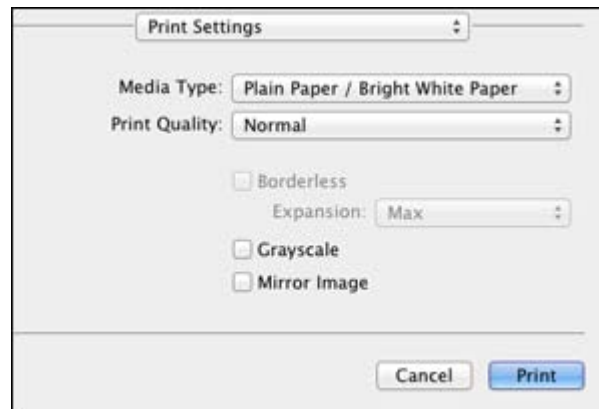 Print Settings
Media Type: Plain Paper / Bright White Paper
Print Quality: Normal
Borderless
Expansion: Max
Grayscale
Mirror Image
Cancel Print